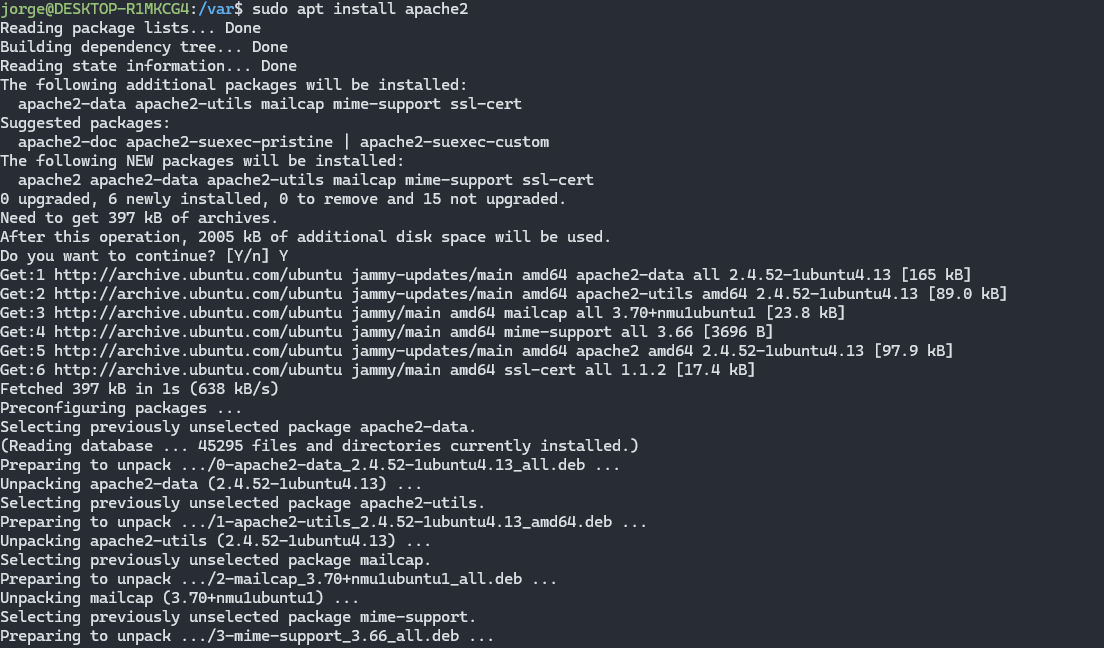 jorge@DESKTOP-R1MKCG4:/var$ sudo apt install apache2
Reading package lists... Done
Building dependency tree... Done
Reading state information... Done
The following additional packages will be installed:
  apache2-data apache2-utils mailcap mime-support ssl-cert
Suggested packages:
  apache2-doc apache2-suexec-pristine | apache2-suexec-custom
The following NEW packages will be installed:
  apache2 apache2-data apache2-utils mailcap mime-support ssl-cert
0 upgraded, 6 newly installed, 0 to remove and 15 not upgraded.
Need to get 397 kB of archives.
After this operation, 2005 kB of additional disk space will be used.
Do you want to continue? [Y/n] Y
Get:1 http://archive.ubuntu.com/ubuntu jammy-updates/main amd64 apache2-data all 2.4.52-1ubuntu4.13 [165 kB]
Get:2 http://archive.ubuntu.com/ubuntu jammy-updates/main amd64 apache2-utils amd64 2.4.52-1ubuntu4.13 [89.0 kB]
Get:3 http://archive.ubuntu.com/ubuntu jammy/main amd64 mailcap all 3.70+nmu1ubuntu1 [23.8 kB]
Get:4 http://archive.ubuntu.com/ubuntu jammy/main amd64 mime-support all 3.66 [3696 B]
Get:5 http://archive.ubuntu.com/ubuntu jammy-updates/main amd64 apache2 amd64 2.4.52-1ubuntu4.13 [97.9 kB]
Get:6 http://archive.ubuntu.com/ubuntu jammy/main amd64 ssl-cert all 1.1.2 [17.4 kB]
Fetched 397 kB in 1s (638 kB/s)
Preconfiguring packages ...
Selecting previously unselected package apache2-data.
(Reading database ... 45295 files and directories currently installed.)
Preparing to unpack .../0-apache2-data_2.4.52-1ubuntu4.13_all.deb ...
Unpacking apache2-data (2.4.52-1ubuntu4.13) ...
Selecting previously unselected package apache2-utils.
Preparing to unpack .../1-apache2-utils_2.4.52-1ubuntu4.13_amd64.deb ...
Unpacking apache2-utils (2.4.52-1ubuntu4.13) ...
Selecting previously unselected package mailcap.
Preparing to unpack .../2-mailcap_3.70+nmu1ubuntu1_all.deb ...
Unpacking mailcap (3.70+nmu1ubuntu1) ...
Selecting previously unselected package mime-support.
Preparing to unpack .../3-mime-support_3.66_all.deb ...